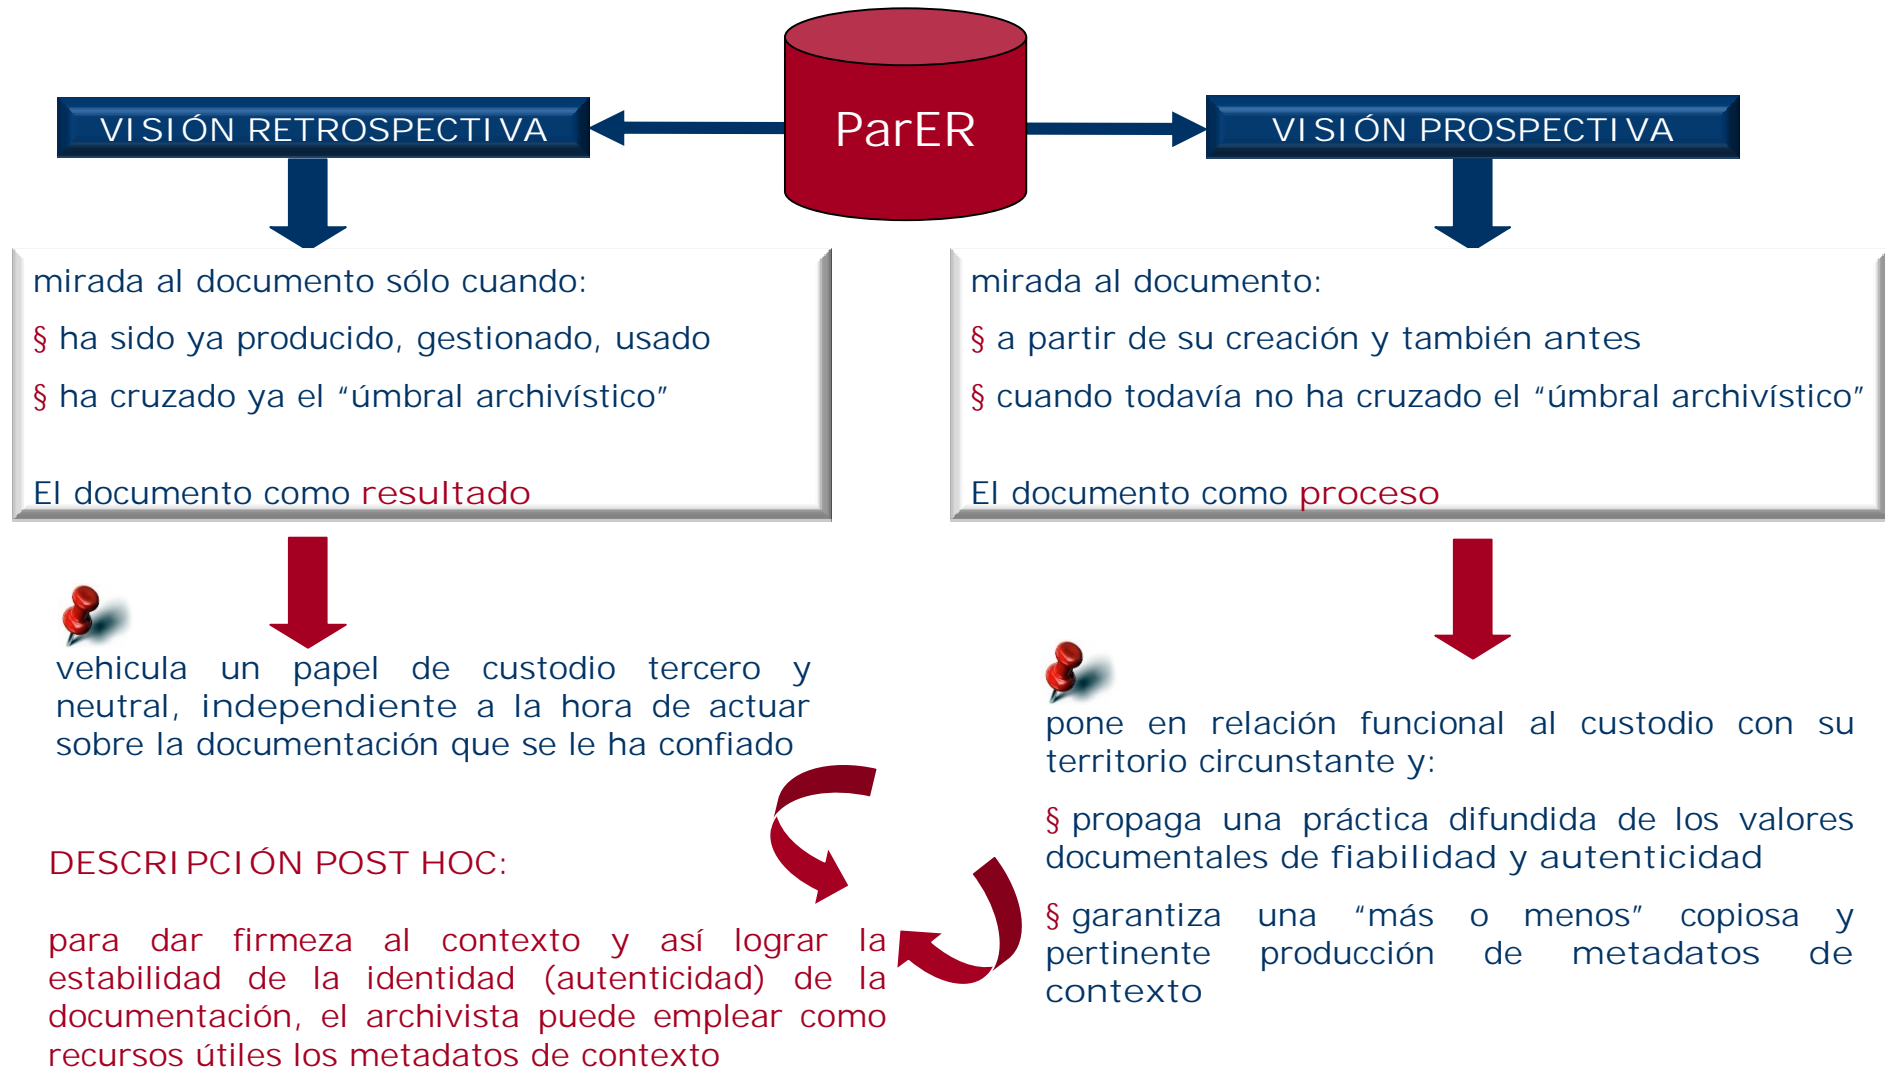 ParER
VISIÓN RETROSPECTIVA
mirada al documento sólo cuando:
§ ha sido ya producido, gestionado, usado
§ ha cruzado ya el “úmbral archivístico”
El documento como resultado
vehicula un papel de custodio tercero y
neutral, independiente a la hora de actuar
sobre la documentación que se le ha confiado
DESCRIPCIÓN POST HOC:
para dar firmeza al contexto y así lograr la
estabilidad de la identidad (autenticidad) de la
documentación, el archivista puede emplear como
recursos útiles los metadatos de contexto
VISIÓN PROSPECTIVA
mirada al documento:
§ a partir de su creación y también antes
§ cuando todavía no ha cruzado el “úmbral archivístico”
El documento como proceso
pone en relación funcional al custodio con su
territorio circunstante y:
§ propaga una práctica difundida de los valores
documentales de fiabilidad y autenticidad
§ garantiza una “más o menos” copiosa y
pertinente producción de metadatos de
contexto